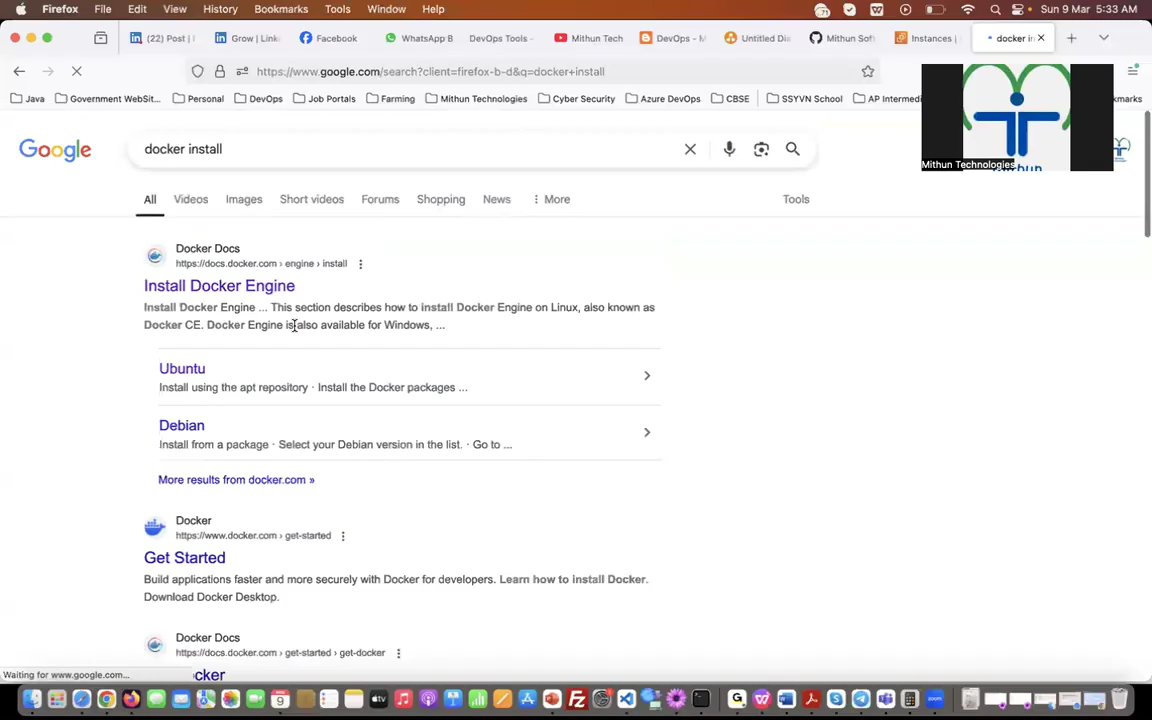 Firefox File Edit View History Bookmarks Tools Window Help Sun 9 Mar 5:33 AM
(22) Post | Grow | Link Facebook WhatsApp B DevOps Tools - Mithun Tech DevOps - M Untitled Dia Mithun Sof Instances | docker in
https://www.google.com/search?client=firefox-b-d&q=docker+install
Java Government WebSit... Personal DevOps Job Portals Farming Mithun Technologies Cyber Security Azure DevOps CBSE SSYVN School AP Intermedi
Mithun Technologies
Google docker install
All Videos Images Short videos Forums Shopping News More Tools
Docker Docs
https://docs.docker.com › engine › install
Install Docker Engine
Install Docker Engine ... This section describes how to install Docker Engine on Linux, also known as
Docker CE. Docker Engine is also available for Windows, ...
Ubuntu
Install using the apt repository · Install the Docker packages ...
Debian
Install from a package · Select your Debian version in the list. · Go to ...
More results from docker.com »
Docker
https://www.docker.com › get-started
Get Started
Build applications faster and more securely with Docker for developers. Learn how to install Docker.
Download Docker Desktop.
Docker Docs
https://docs.docker.com › get-started › get-docker
Waiting for www.google.com...